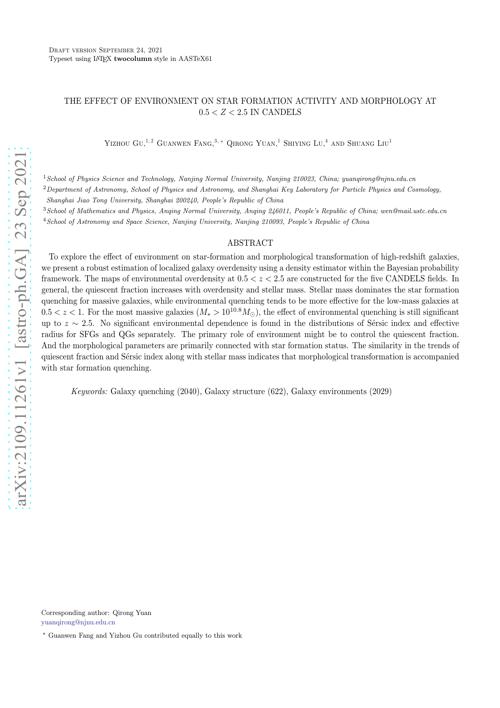 Draft version September 24, 2021
Typeset using LATEX twocolumn style in AASTeX61
THE EFFECT OF ENVIRONMENT ON STAR FORMATION ACTIVITY AND MORPHOLOGY AT
0.5 < Z < 2.5 IN CANDELS
Yizhou Gu,1,2 Guanwen Fang,3,* Qirong Yuan,1 Shiying Lu,4 and Shuang Liu1
1School of Physics Science and Technology, Nanjing Normal University, Nanjing 210023, China; yuanqirong@njnu.edu.cn
2Department of Astronomy, School of Physics and Astronomy, and Shanghai Key Laboratory for Particle Physics and Cosmology,
Shanghai Jiao Tong University, Shanghai 200240, People's Republic of China
3School of Mathematics and Physics, Anqing Normal University, Anqing 246011, People's Republic of China; wen@mail.ustc.edu.cn
4School of Astronomy and Space Science, Nanjing University, Nanjing 210093, People's Republic of China
ABSTRACT
To explore the effect of environment on star-formation and morphological transformation of high-redshift galaxies,
we present a robust estimation of localized galaxy overdensity using a density estimator within the Bayesian probability
framework. The maps of environmental overdensity at 0.5 < z < 2.5 are constructed for the five CANDELS fields. In
general, the quiescent fraction increases with overdensity and stellar mass. Stellar mass dominates the star formation
quenching for massive galaxies, while environmental quenching tends to be more effective for the low-mass galaxies at
0.5 < z < 1. For the most massive galaxies (M* > 10^10.8 M⊙), the effect of environmental quenching is still significant
up to z ∼ 2.5. No significant environmental dependence is found in the distributions of Sérsic index and effective
radius for SFGs and QGs separately. The primary role of environment might be to control the quiescent fraction.
And the morphological parameters are primarily connected with star formation status. The similarity in the trends of
quiescent fraction and Sérsic index along with stellar mass indicates that morphological transformation is accompanied
with star formation quenching.
Keywords: Galaxy quenching (2040), Galaxy structure (622), Galaxy environments (2029)
arXiv:2109.11261v1 [astro-ph.GA] 23 Sep 2021
Corresponding author: Qirong Yuan
yuanqirong@njnu.edu.cn
* Guanwen Fang and Yizhou Gu contributed equally to this work